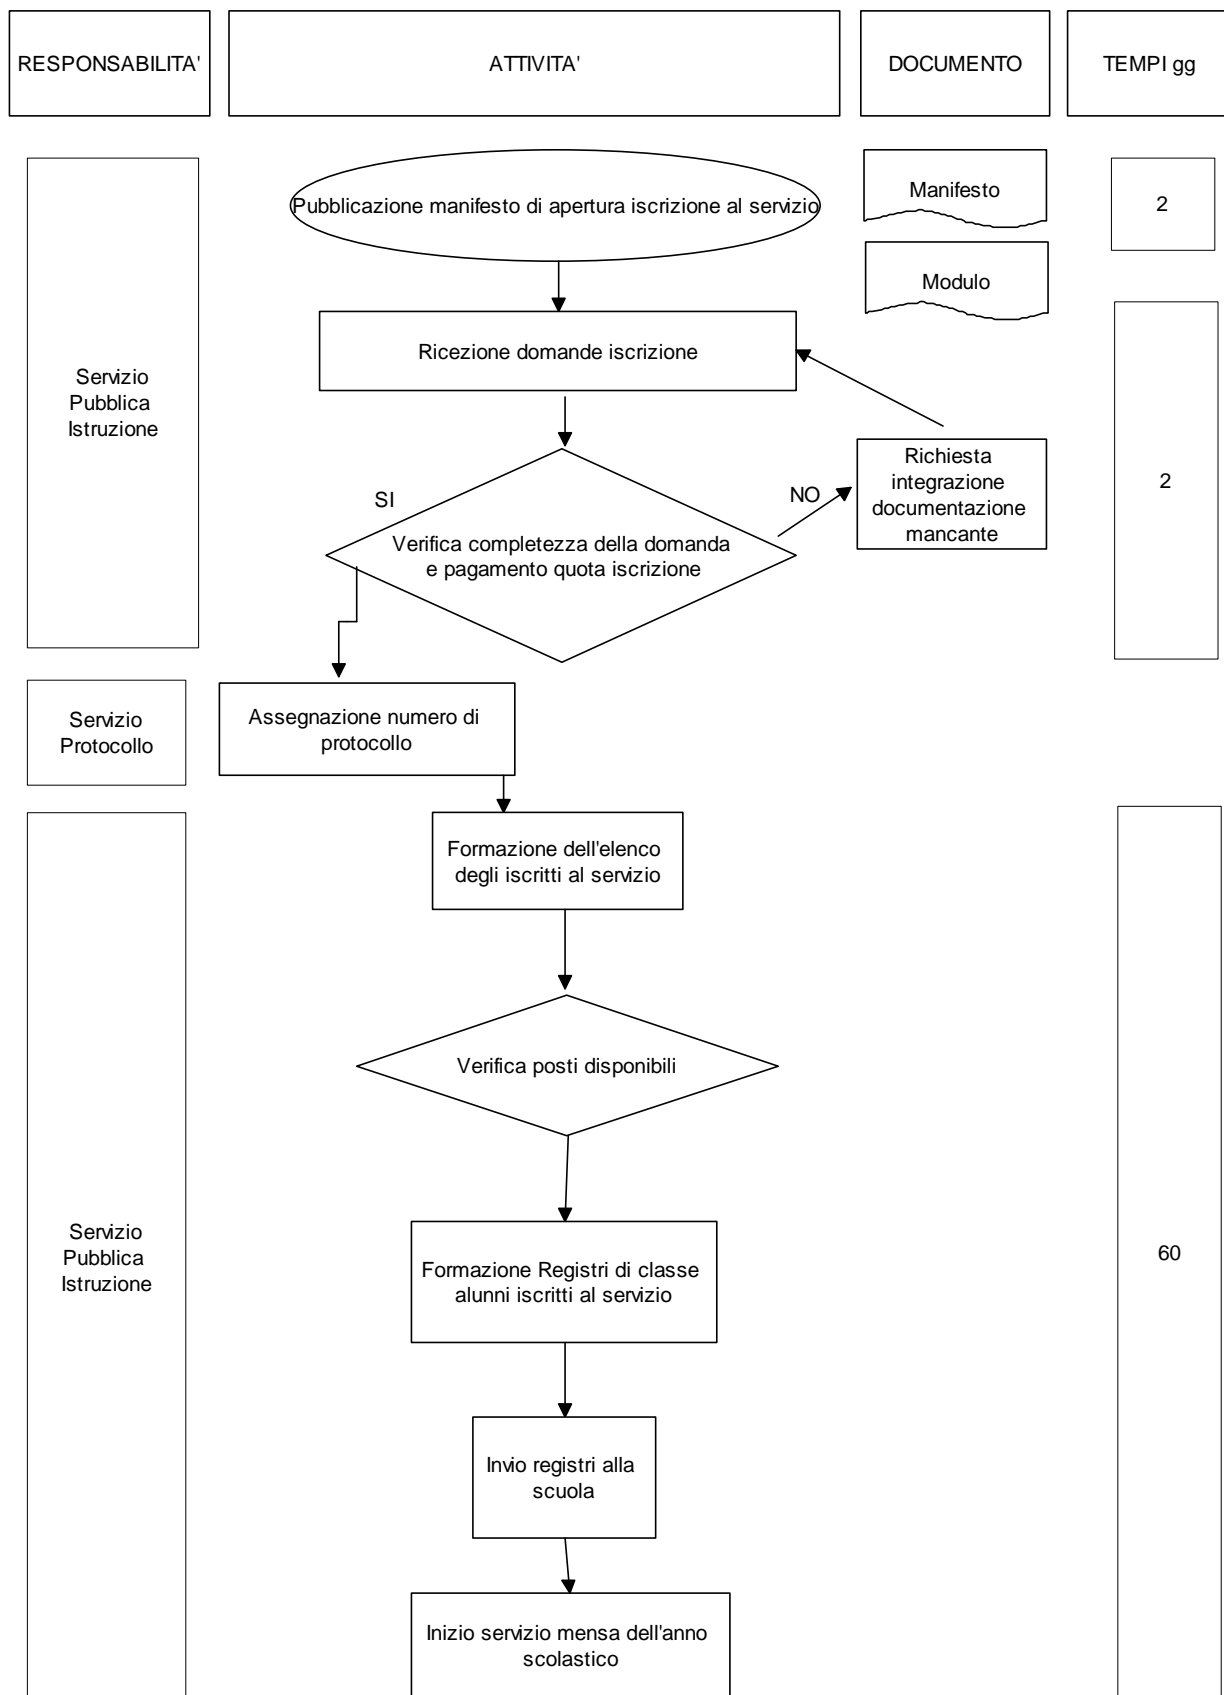 RESPONSABILITA'
ATTIVITA'
DOCUMENTO
TEMPI gg
Pubblicazione manifesto di apertura iscrizione al servizio
Manifesto
2
Modulo
Ricezione domande iscrizione
Servizio
Pubblica
Istruzione
Richiesta
integrazione
documentazione
mancante
2
SI
NO
Verifica completezza della domanda
e pagamento quota iscrizione
Servizio
Protocollo
Assegnazione numero di
protocollo
Formazione dell'elenco
degli iscritti al servizio
Verifica posti disponibili
Servizio
Pubblica
Istruzione
60
Formazione Registri di classe
alunni iscritti al servizio
Invio registri alla
scuola
Inizio servizio mensa dell'anno
scolastico